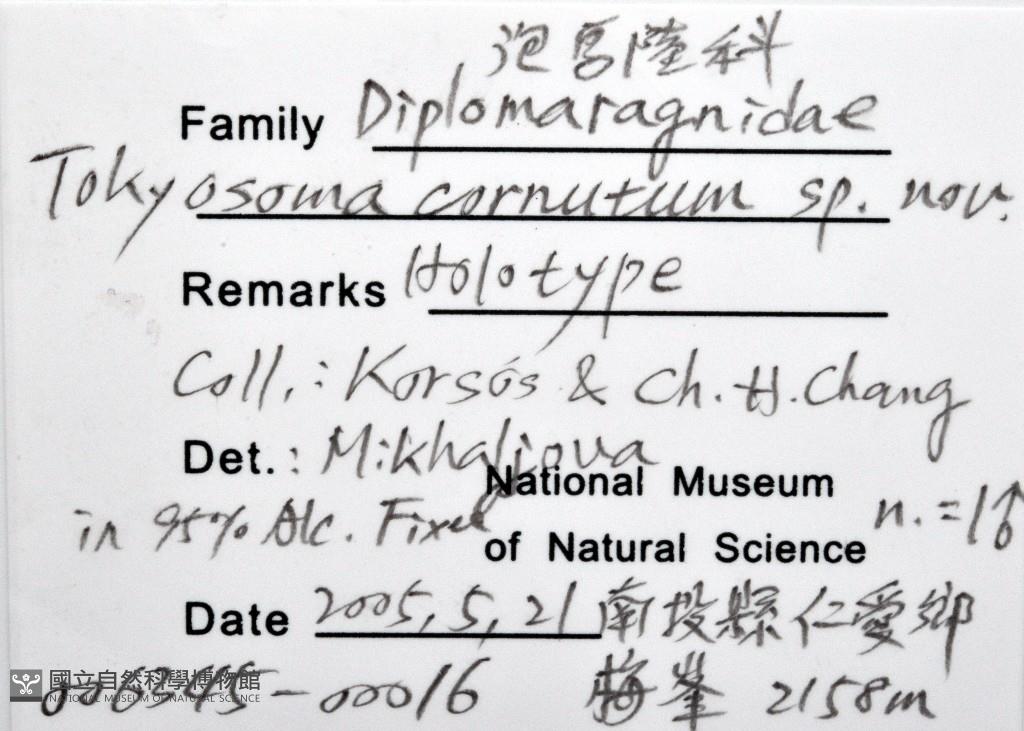 泡馬陸科
Family Diplomaragnidae
Tokyosoma cornutum sp. nov.
Remarks Holotype
Coll.: Korsós & Ch. H. Chang
Det.: Mikhaljova
National Museum
in 95% Alc. Fixed n.=1♂
of Natural Science
Date 2005, 5, 21 南投縣仁愛鄉
國立自然科學博物館
NATIONAL MUSEUM OF NATURAL SCIENCE
-00016 梅峯 2158m